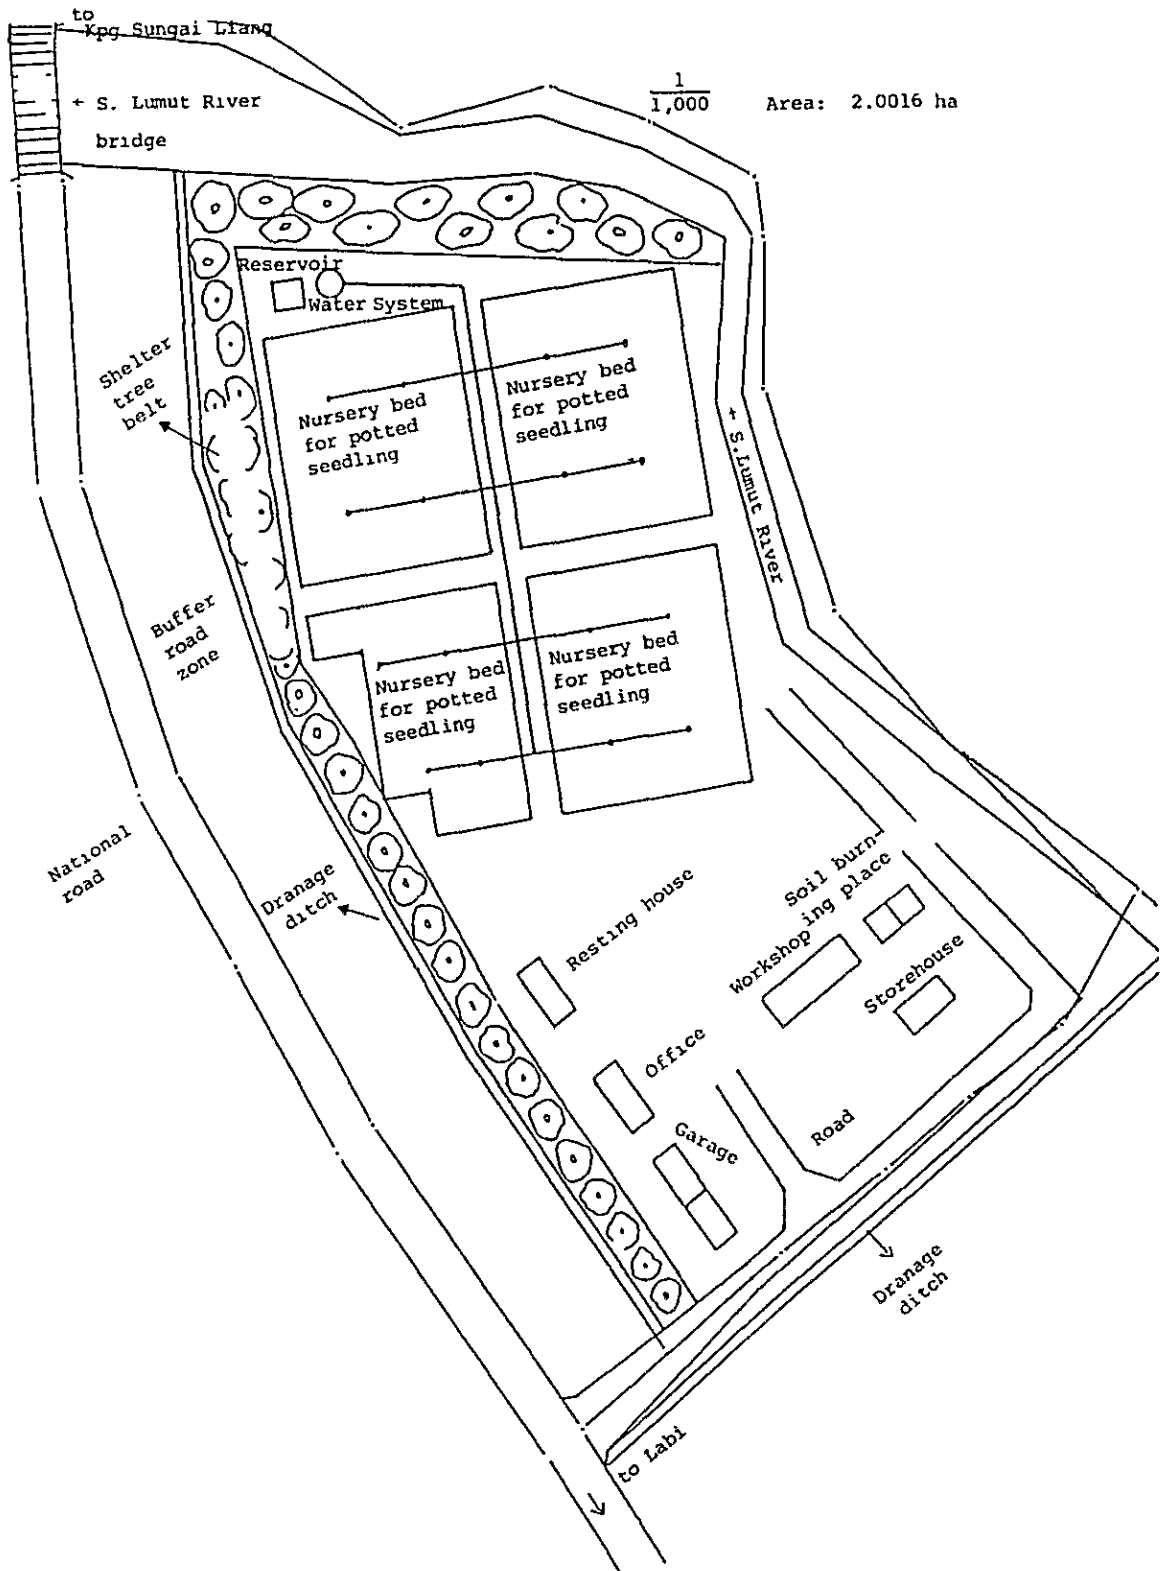 to
Kpg Sungai Liang
← S. Lumut River
bridge
1
1,000
Area: 2.0016 ha
Reservoir
Water System
Shelter
tree
belt
Nursery bed
for potted
seedling
Nursery bed
for potted
seedling
← S.Lumut River
Buffer
road
zone
Nursery bed
for potted
seedling
Nursery bed
for potted
seedling
National
road
Dranage
ditch
Resting house
Soil burn-
ing place
Workshop
Storehouse
Office
Garage
Road
Dranage
ditch
to Labi